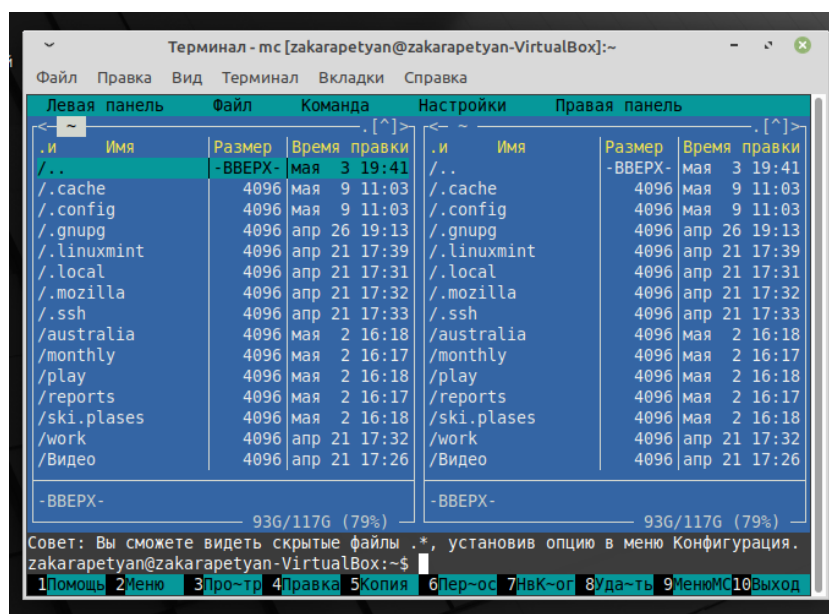 Терминал - mc [zakarapetyan@zakarapetyan-VirtualBox]:~
Файл Правка Вид Терминал Вкладки Справка
Левая панель Файл Команда Настройки Правая панель
<- ~ .[^]> <- ~ .[^]>
.и Имя Размер Время правки .и Имя Размер Время правки
/.. -ВВЕРХ- мая 3 19:41 /.. -ВВЕРХ- мая 3 19:41
/.cache 4096 мая 9 11:03 /.cache 4096 мая 9 11:03
/.config 4096 мая 9 11:03 /.config 4096 мая 9 11:03
/.gnupg 4096 апр 26 19:13 /.gnupg 4096 апр 26 19:13
/.linuxmint 4096 апр 21 17:39 /.linuxmint 4096 апр 21 17:39
/.local 4096 апр 21 17:31 /.local 4096 апр 21 17:31
/.mozilla 4096 апр 21 17:32 /.mozilla 4096 апр 21 17:32
/.ssh 4096 апр 21 17:33 /.ssh 4096 апр 21 17:33
/australia 4096 мая 2 16:18 /australia 4096 мая 2 16:18
/monthly 4096 мая 2 16:17 /monthly 4096 мая 2 16:17
/play 4096 мая 2 16:18 /play 4096 мая 2 16:18
/reports 4096 мая 2 16:17 /reports 4096 мая 2 16:17
/ski.plases 4096 мая 2 16:18 /ski.plases 4096 мая 2 16:18
/work 4096 апр 21 17:32 /work 4096 апр 21 17:32
/Видео 4096 апр 21 17:26 /Видео 4096 апр 21 17:26
-ВВЕРХ- -ВВЕРХ-
93G/117G (79%) 93G/117G (79%)
Совет: Вы сможете видеть скрытые файлы .*, установив опцию в меню Конфигурация.
zakarapetyan@zakarapetyan-VirtualBox:~$
1Помощь 2Меню 3Про~тр 4Правка 5Копия 6Пер~ос 7НвК~ог 8Уда~ть 9МенюMC 10Выход